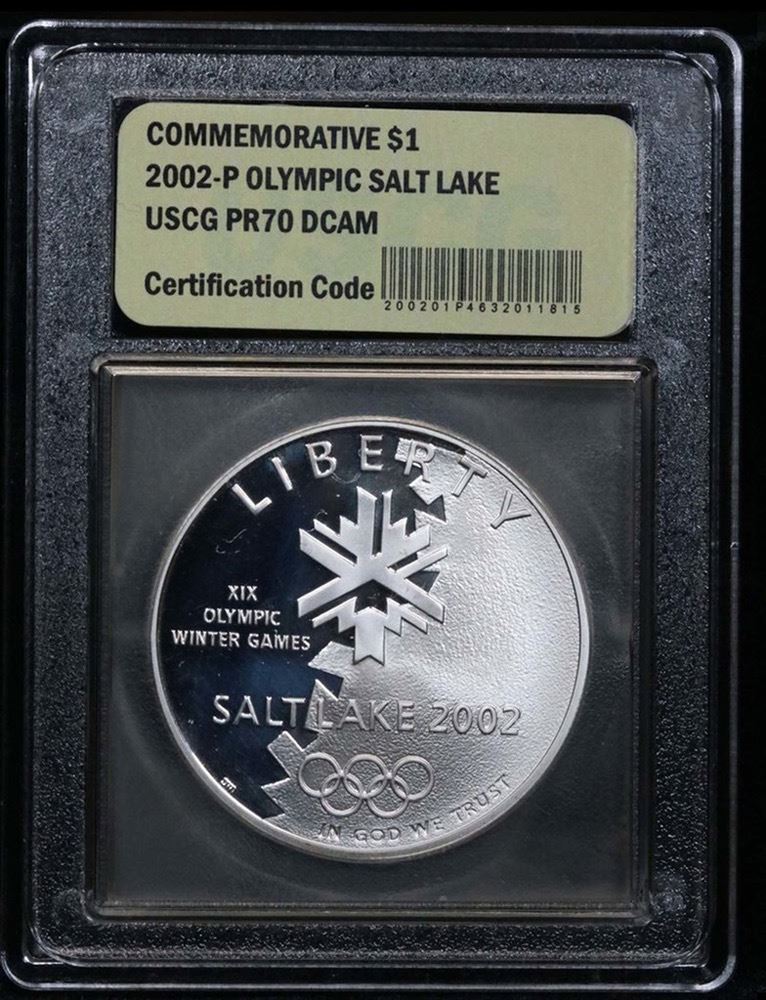 COMMEMORATIVE $1
2002-P OLYMPIC SALT LAKE
USCG PR70 DCAM
Certification Code
200201P4632011815
LIBERTY
XIX
OLYMPIC
WINTER GAMES
SALT LAKE 2002
IN GOD WE TRUST